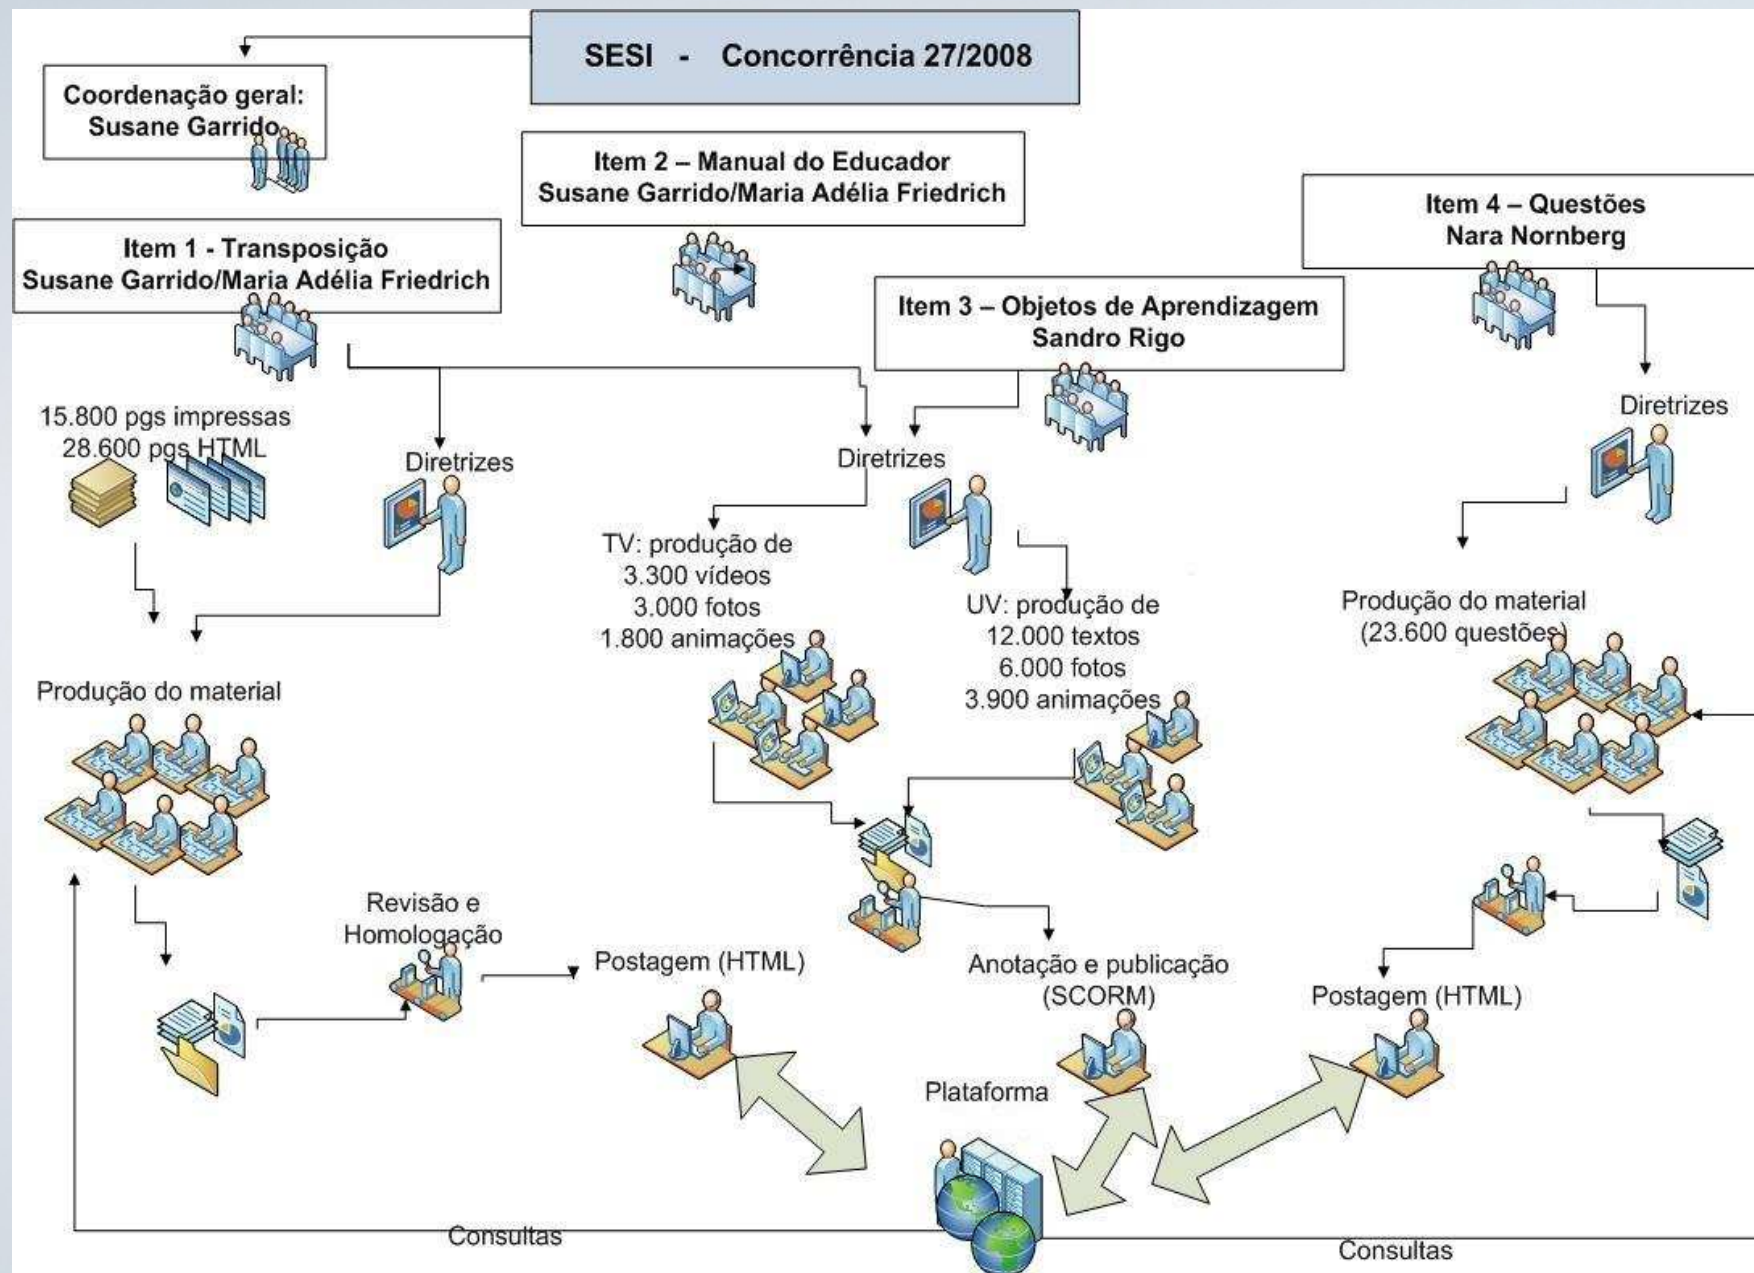 SESI - Concorrência 27/2008
Coordenação geral:
Susane Garrido
Item 2 – Manual do Educador
Susane Garrido/Maria Adélia Friedrich
Item 4 – Questões
Nara Nornberg
Item 1 - Transposição
Susane Garrido/Maria Adélia Friedrich
Item 3 – Objetos de Aprendizagem
Sandro Rigo
15.800 pgs impressas
28.600 pgs HTML
Diretrizes
Diretrizes
Diretrizes
TV: produção de
3.300 vídeos
3.000 fotos
1.800 animações
UV: produção de
12.000 textos
6.000 fotos
3.900 animações
Produção do material
(23.600 questões)
Produção do material
Revisão e
Homologação
Postagem (HTML)
Anotação e publicação
(SCORM)
Postagem (HTML)
Plataforma
Consultas
Consultas